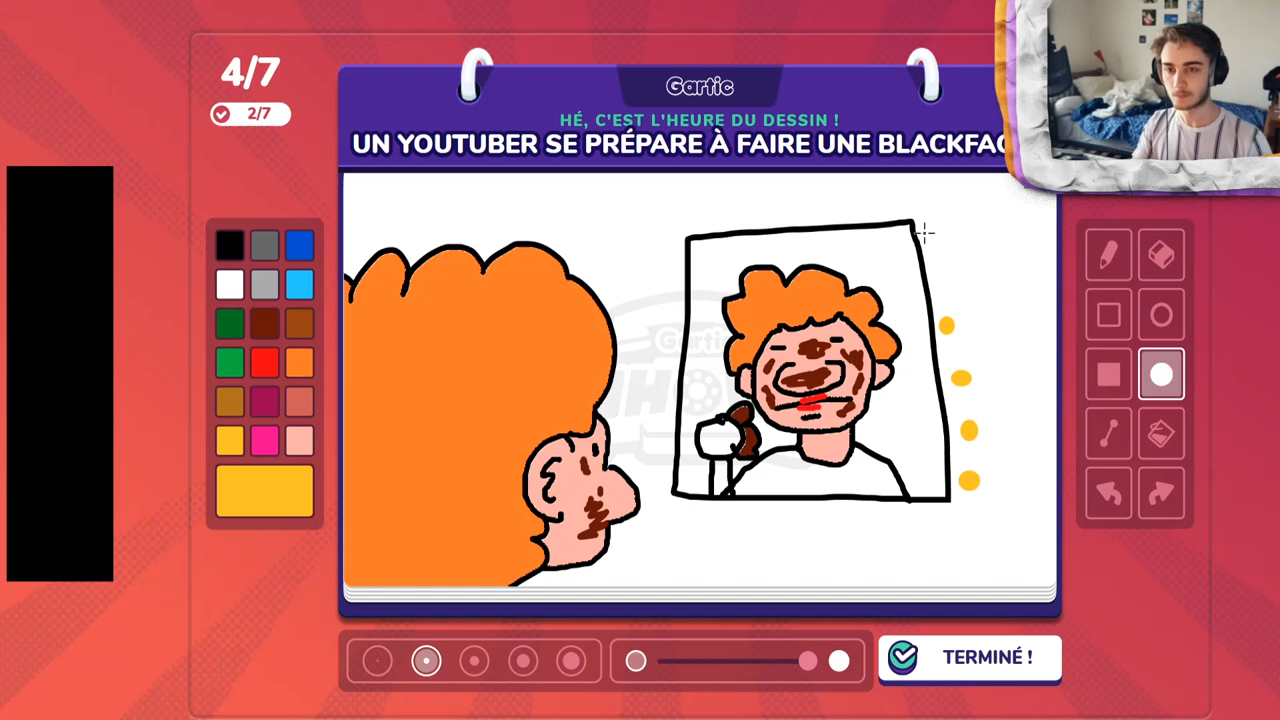 4/7
2/7
Gartic
HÉ, C'EST L'HEURE DU DESSIN !
UN YOUTUBER SE PRÉPARE À FAIRE UNE BLACKFAC
TERMINÉ !